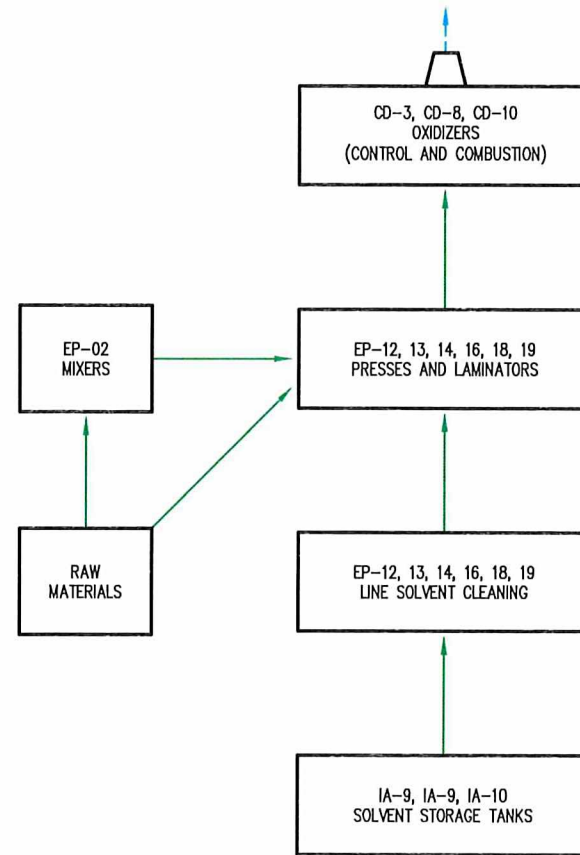 CD-3, CD-8, CD-10
OXIDIZERS
(CONTROL AND COMBUSTION)
EP-02
MIXERS
EP-12, 13, 14, 16, 18, 19
PRESSES AND LAMINATORS
RAW
MATERIALS
EP-12, 13, 14, 16, 18, 19
LINE SOLVENT CLEANING
IA-9, IA-9, IA-10
SOLVENT STORAGE TANKS